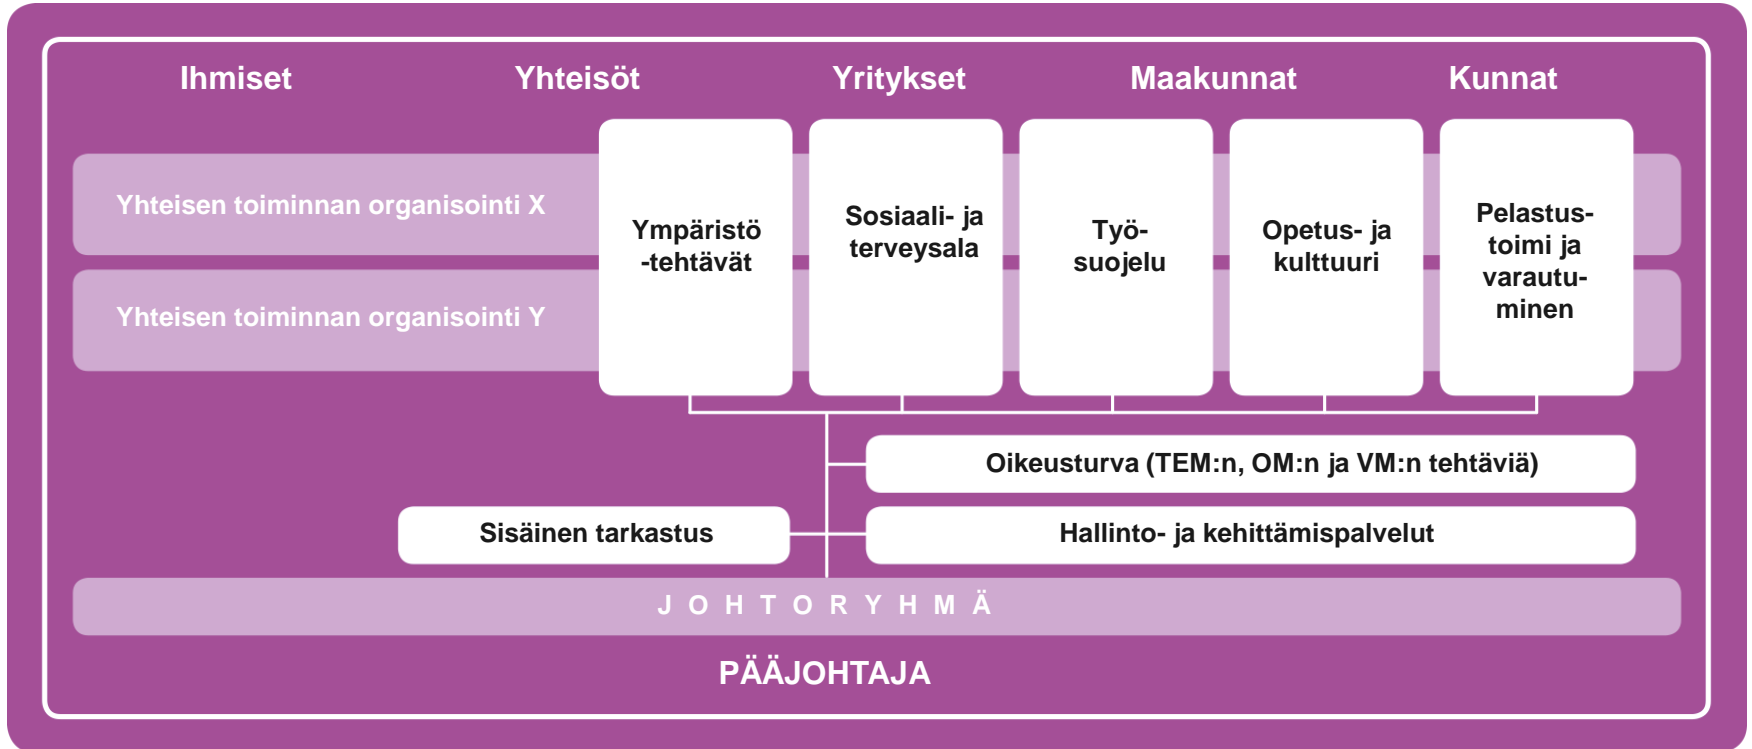 Ihmiset Yhteisöt Yritykset Maakunnat Kunnat
Yhteisen toiminnan organisointi X
Yhteisen toiminnan organisointi Y
Ympäristö
-tehtävät
Sosiaali- ja
terveysala
Työ-
suojelu
Opetus- ja
kulttuuri
Pelastus-
toimi ja
varautu-
minen
Oikeusturva (TEM:n, OM:n ja VM:n tehtäviä)
Sisäinen tarkastus
Hallinto- ja kehittämispalvelut
J O H T O R Y H M Ä
PÄÄJOHTAJA